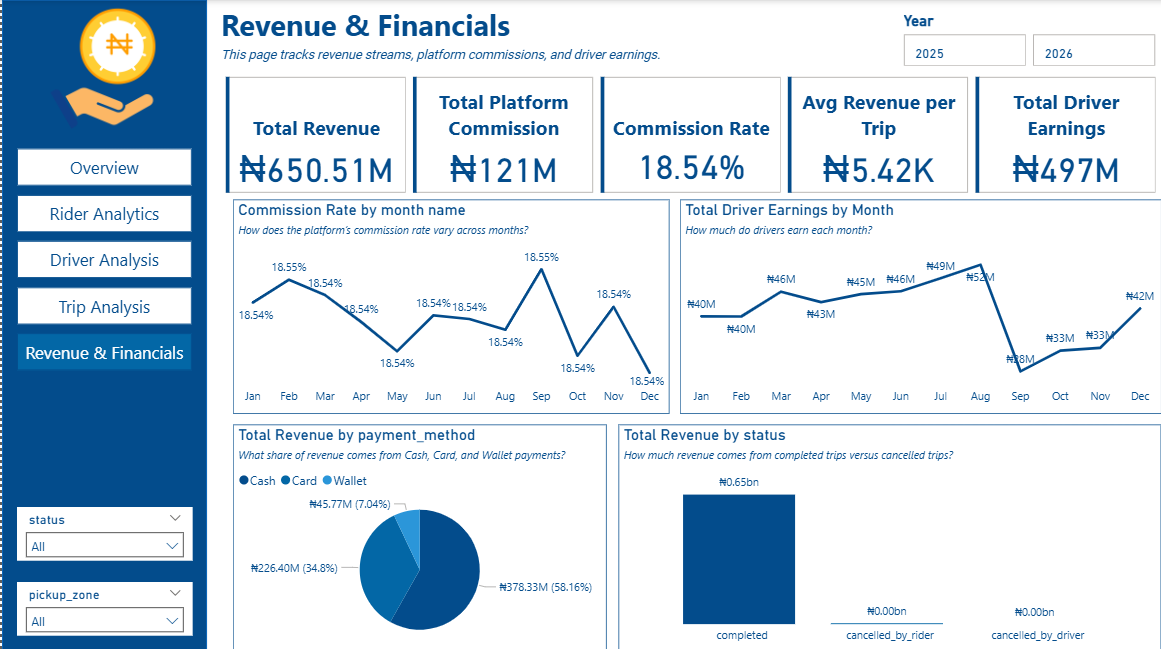 Revenue & Financials
This page tracks revenue streams, platform commissions, and driver earnings.
Year
2025
2026
Overview
Rider Analytics
Driver Analysis
Trip Analysis
Revenue & Financials
status
All
pickup_zone
All
Total Revenue
₦650.51M
Total Platform
Commission
₦121M
Commission Rate
18.54%
Avg Revenue per
Trip
₦5.42K
Total Driver
Earnings
₦497M
Commission Rate by month name
How does the platform's commission rate vary across months?
18.54%
18.55%
18.54%
18.54%
18.54%
18.54%
18.54%
18.54%
18.55%
18.54%
18.54%
18.54%
Jan Feb Mar Apr May Jun Jul Aug Sep Oct Nov Dec
Total Driver Earnings by Month
How much do drivers earn each month?
₦40M
₦40M
₦46M
₦43M
₦45M
₦46M
₦49M
₦52M
₦28M
₦33M
₦33M
₦42M
Jan Feb Mar Apr May Jun Jul Aug Sep Oct Nov Dec
Total Revenue by payment_method
What share of revenue comes from Cash, Card, and Wallet payments?
Cash Card Wallet
₦45.77M (7.04%)
₦226.40M (34.8%)
₦378.33M (58.16%)
Total Revenue by status
How much revenue comes from completed trips versus cancelled trips?
₦0.65bn
₦0.00bn
₦0.00bn
completed
cancelled_by_rider
cancelled_by_driver